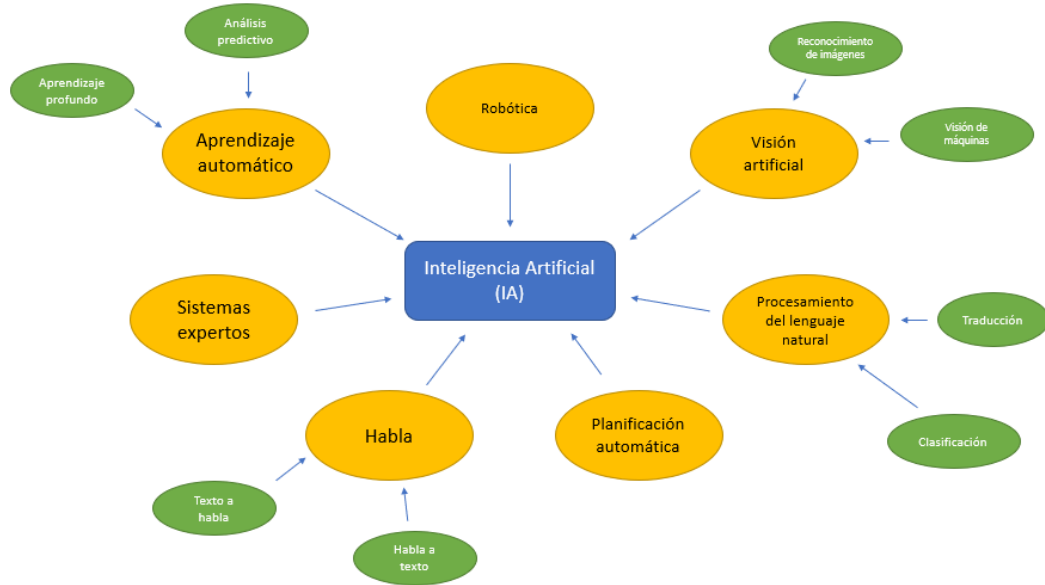 Análisis
predictivo
Aprendizaje
profundo
Aprendizaje
automático
Robótica
Reconocimiento
de imágenes
Visión de
máquinas
Visión
artificial
Inteligencia Artificial
(IA)
Sistemas
expertos
Procesamiento
del lenguaje
natural
Traducción
Clasificación
Habla
Planificación
automática
Texto a
habla
Habla a
texto